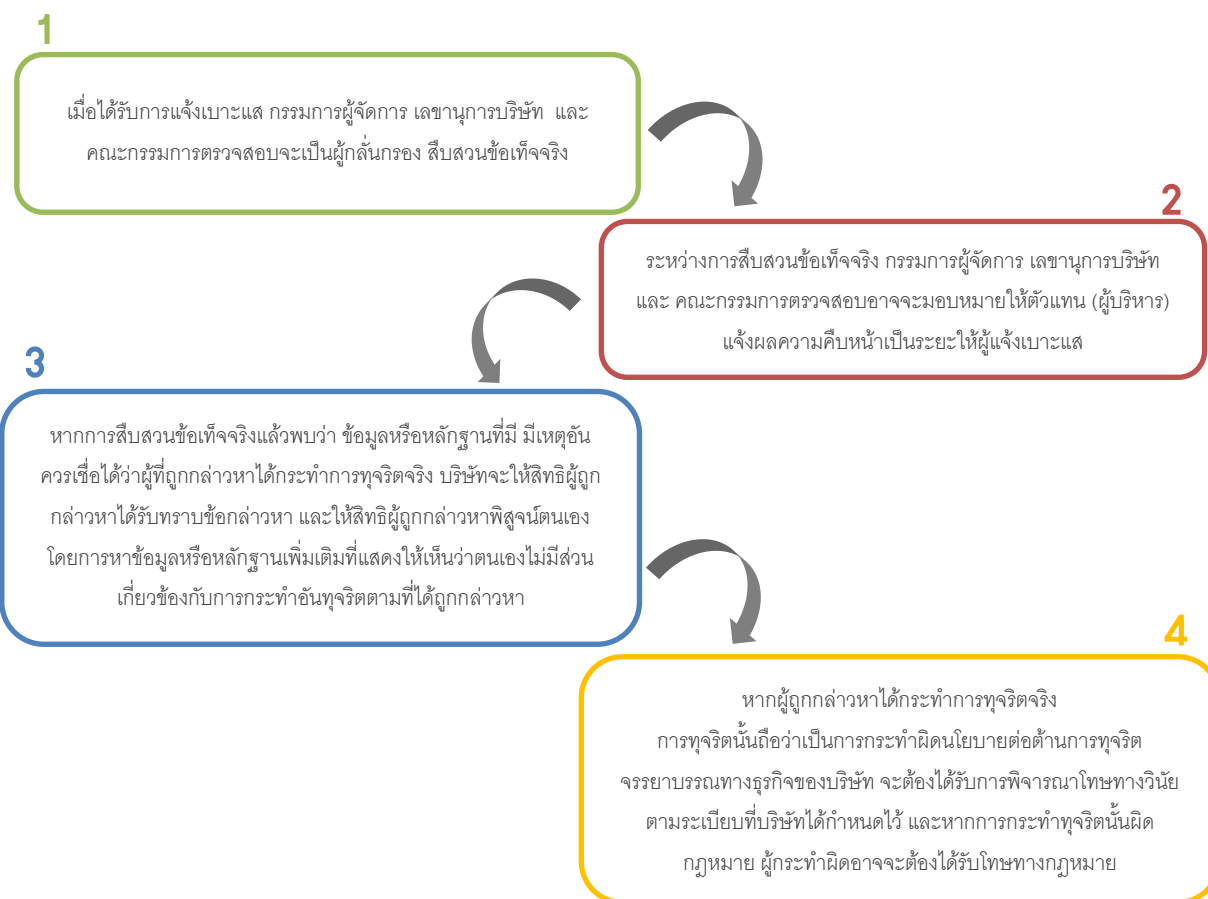 1
เมื่อได้รับการแจ้งเบาะแส กรรมการผู้จัดการ เลขานุการบริษัท และ
คณะกรรมการตรวจสอบจะเป็นผู้กลั่นกรอง สืบสวนข้อเท็จจริง
2
ระหว่างการสืบสวนข้อเท็จจริง กรรมการผู้จัดการ เลขานุการบริษัท
และ คณะกรรมการตรวจสอบอาจจะมอบหมายให้ตัวแทน (ผู้บริหาร)
แจ้งผลความคืบหน้าเป็นระยะให้ผู้แจ้งเบาะแส
3
หากการสืบสวนข้อเท็จจริงแล้วพบว่า ข้อมูลหรือหลักฐานที่มี มีเหตุอัน
ควรเชื่อได้ว่าผู้ที่ถูกกล่าวหาได้กระทำการทุจริตจริง บริษัทจะให้สิทธิผู้ถูก
กล่าวหาได้รับทราบข้อกล่าวหา และให้สิทธิผู้ถูกกล่าวหาพิสูจน์ตนเอง
โดยการหาข้อมูลหรือหลักฐานเพิ่มเติมที่แสดงให้เห็นว่าตนเองไม่มีส่วน
เกี่ยวข้องกับการกระทำอันทุจริตตามที่ได้ถูกกล่าวหา
4
หากผู้ถูกกล่าวหาได้กระทำการทุจริตจริง
การทุจริตนั้นถือว่าเป็นการกระทำผิดนโยบายต่อต้านการทุจริต
จรรยาบรรณทางธุรกิจของบริษัท จะต้องได้รับการพิจารณาโทษทางวินัย
ตามระเบียบที่บริษัทได้กำหนดไว้ และหากการกระทำทุจริตนั้นผิด
กฎหมาย ผู้กระทำผิดอาจจะต้องได้รับโทษทางกฎหมาย